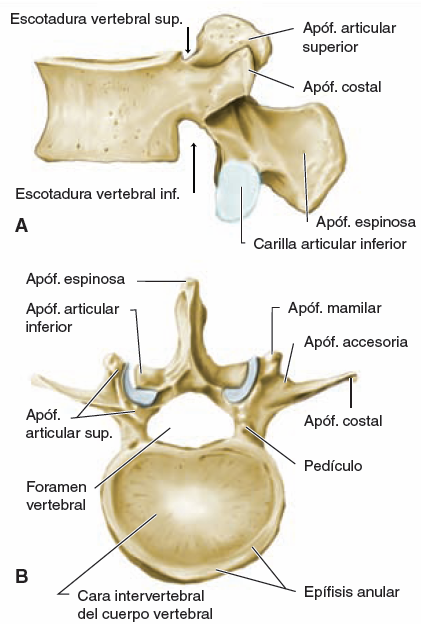 Escotadura vertebral sup.
Apóf. articular
superior
Apóf. costal
Escotadura vertebral inf.
A
Apóf. espinosa
Carilla articular inferior
Apóf. espinosa
Apóf. articular
inferior
Apóf. mamilar
Apóf. accesoria
Apóf.
articular sup.
Apóf. costal
Pedículo
Foramen
vertebral
B
Cara intervertebral
del cuerpo vertebral
Epífisis anular